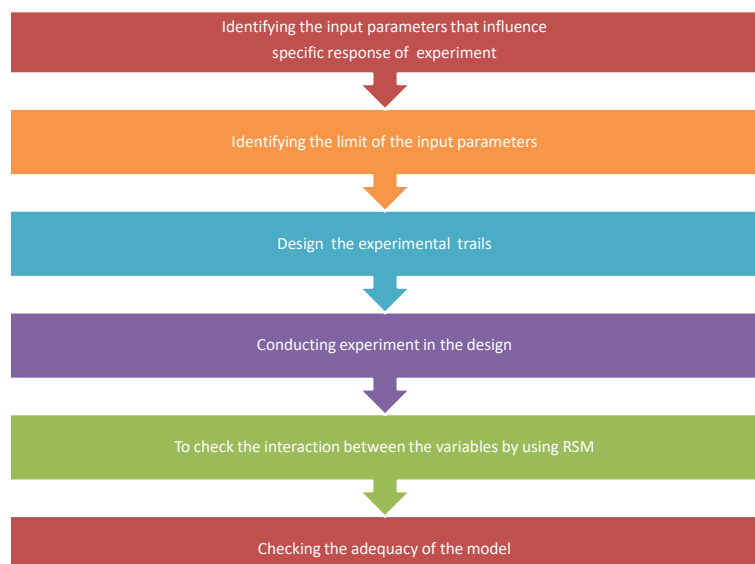 Identifying the input parameters that influence
specific response of experiment
Identifying the limit of the input parameters
Design the experimental trails
Conducting experiment in the design
To check the interaction between the variables by using RSM
Checking the adequacy of the model